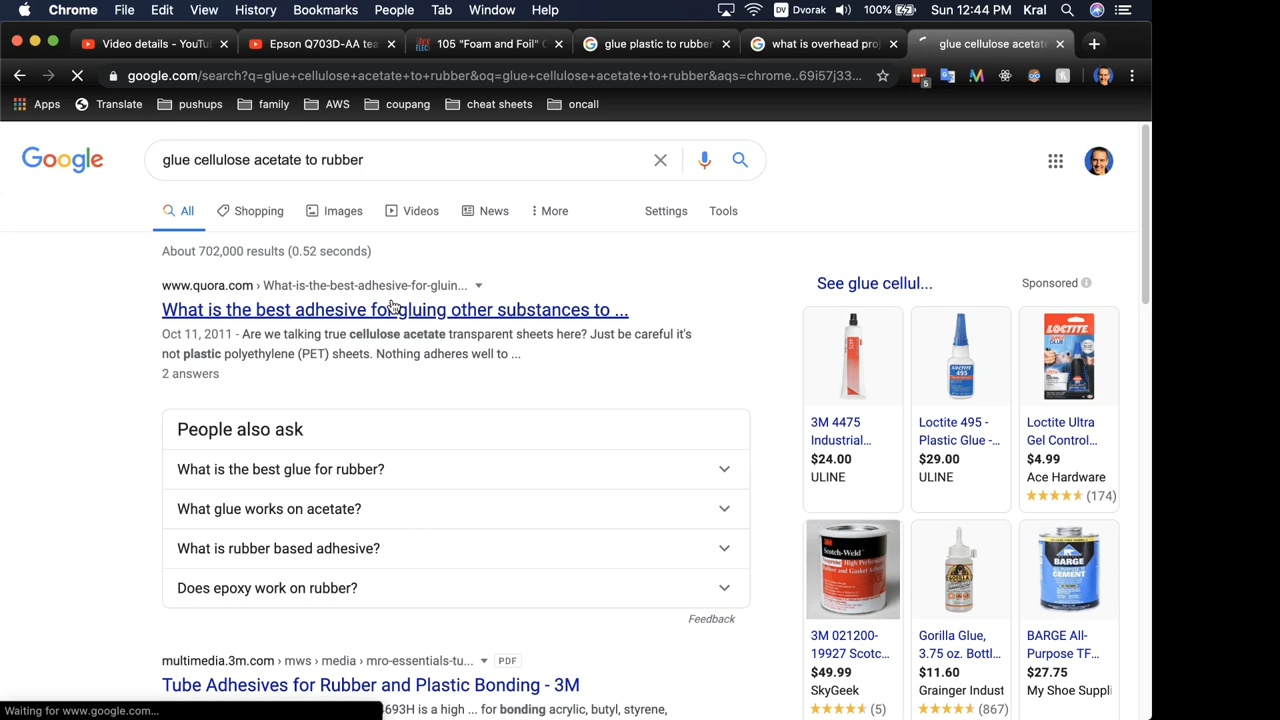 Chrome File Edit View History Bookmarks People Tab Window Help DV Dvorak 100% Sun 12:44 PM Kral
Video details - YouTu Epson Q703D-AA tea 105 "Foam and Foil" C glue plastic to rubber what is overhead pro glue cellulose acetate
google.com/search?q=glue+cellulose+acetate+to+rubber&oq=glue+cellulose+acetate+to+rubber&aqs=chrome..69i57j33... 5
Apps Translate pushups family AWS coupang cheat sheets oncall
Google glue cellulose acetate to rubber
All Shopping Images Videos News More Settings Tools
About 702,000 results (0.52 seconds)
www.quora.com › What-is-the-best-adhesive-for-gluin...
What is the best adhesive for gluing other substances to ...
Oct 11, 2011 - Are we talking true cellulose acetate transparent sheets here? Just be careful it's
not plastic polyethylene (PET) sheets. Nothing adheres well to ...
2 answers
People also ask
What is the best glue for rubber?
What glue works on acetate?
What is rubber based adhesive?
Does epoxy work on rubber?
Feedback
multimedia.3m.com › mws › media › mro-essentials-tu... PDF
Tube Adhesives for Rubber and Plastic Bonding - 3M
693H is a high ... for bonding acrylic, butyl, styrene,
Waiting for www.google.com...
See glue cellul... Sponsored
LOCTITE
3M 4475
Industrial...
$24.00
ULINE
Loctite 495 -
Plastic Glue -...
$29.00
ULINE
Loctite Ultra
Gel Control...
$4.99
Ace Hardware
(174)
Scotch-Weld
BARGE
CEMENT
3M 021200-
19927 Scotc...
$49.99
SkyGeek
(5)
Gorilla Glue,
3.75 oz. Bottl...
$11.60
Grainger Indust
(867)
BARGE All-
Purpose TF...
$27.75
My Shoe Suppli